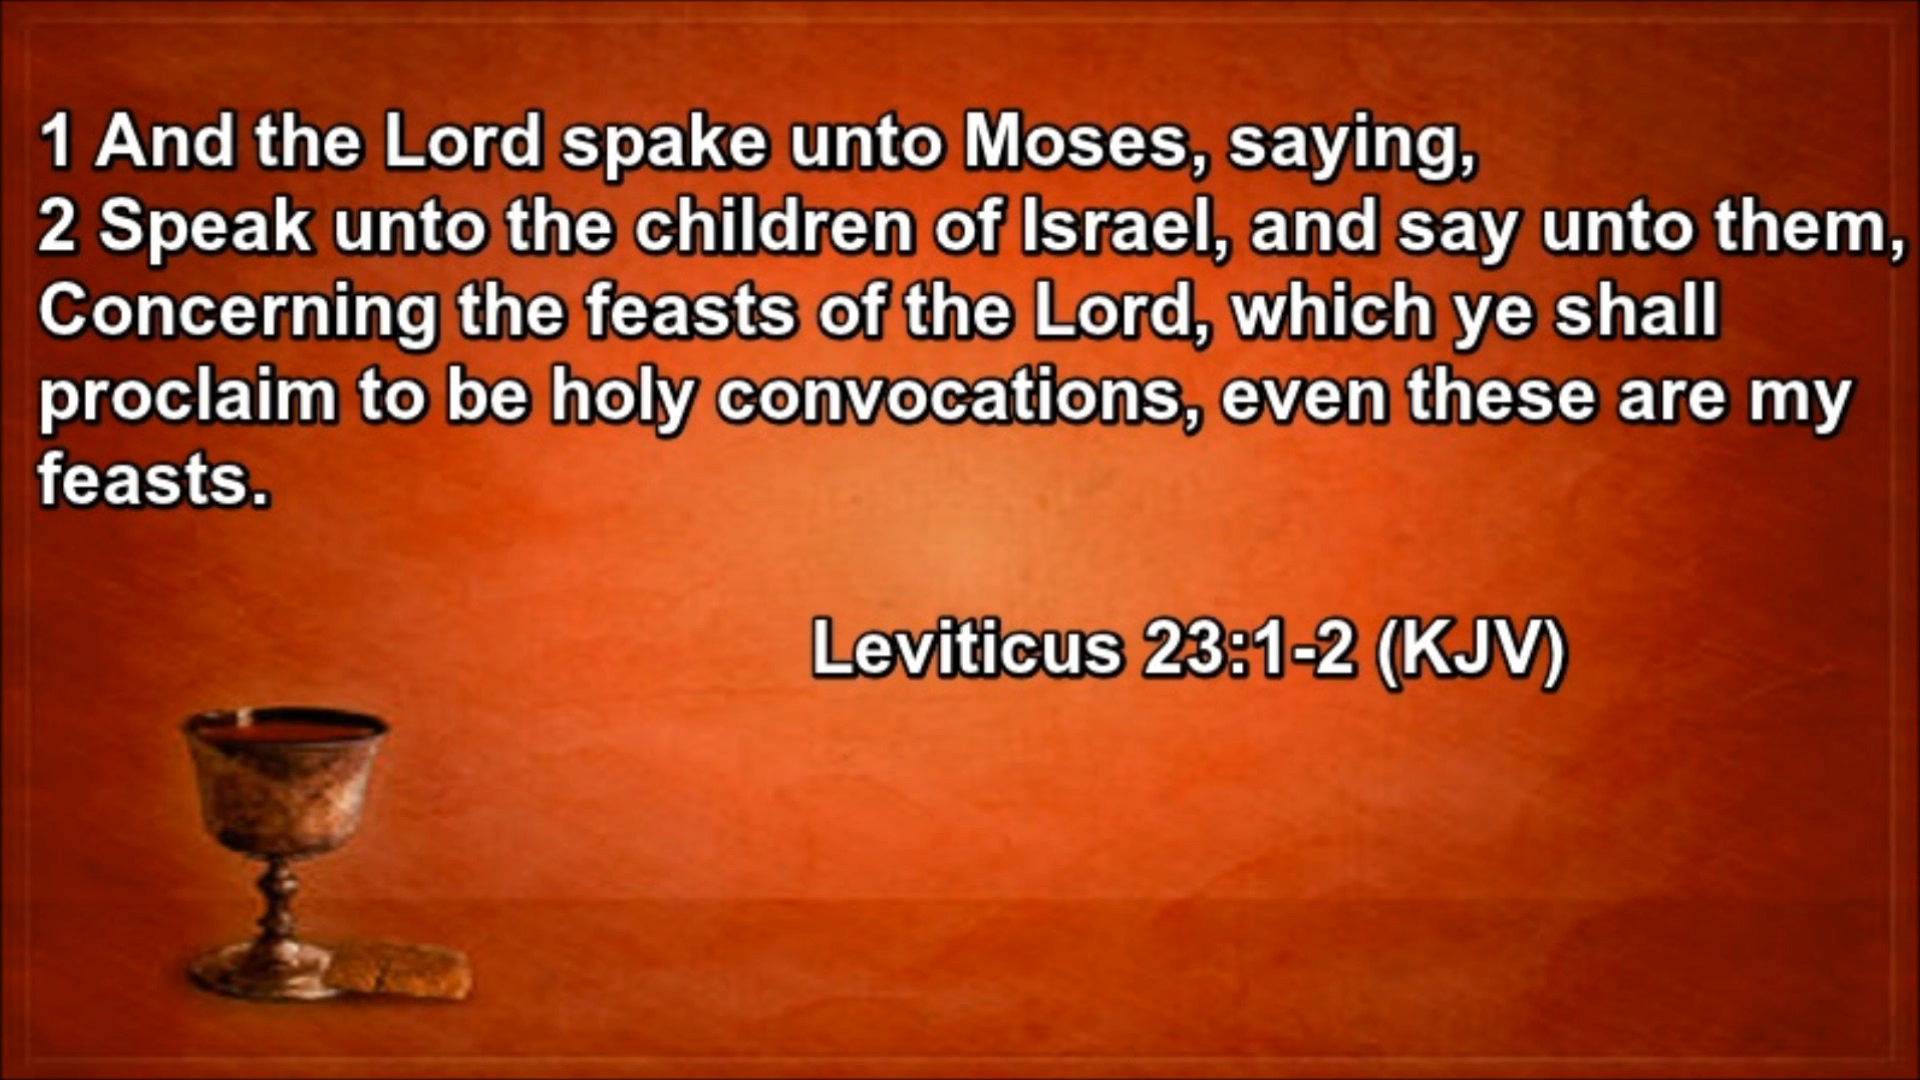 1 And the Lord spake unto Moses, saying,
2 Speak unto the children of Israel, and say unto them,
Concerning the feasts of the Lord, which ye shall
proclaim to be holy convocations, even these are my
feasts.
Leviticus 23:1-2 (KJV)